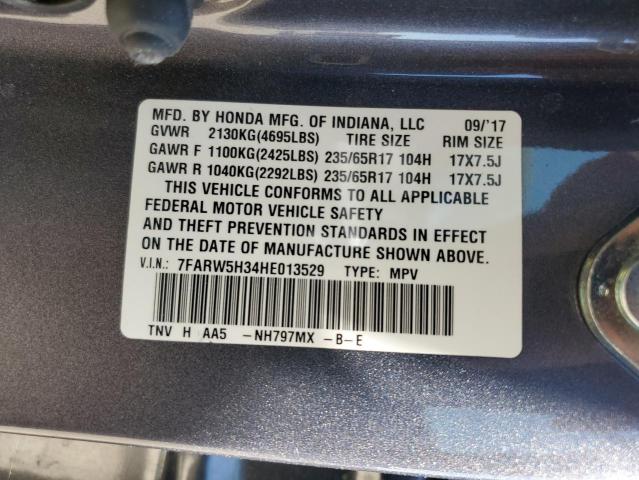 MFD. BY HONDA MFG. OF INDIANA, LLC 09/'17
GVWR 2130KG(4695LBS) TIRE SIZE RIM SIZE
GAWR F 1100KG(2425LBS) 235/65R17 104H 17X7.5J
GAWR R 1040KG(2292LBS) 235/65R17 104H 17X7.5J
THIS VEHICLE CONFORMS TO ALL APPLICABLE
FEDERAL MOTOR VEHICLE SAFETY
AND THEFT PREVENTION STANDARDS IN EFFECT
ON THE DATE OF MANUFACTURE SHOWN ABOVE.
V.I.N.: 7FARW5H34HE013529 TYPE: MPV
TNV H AA5 -NH797MX -B-E